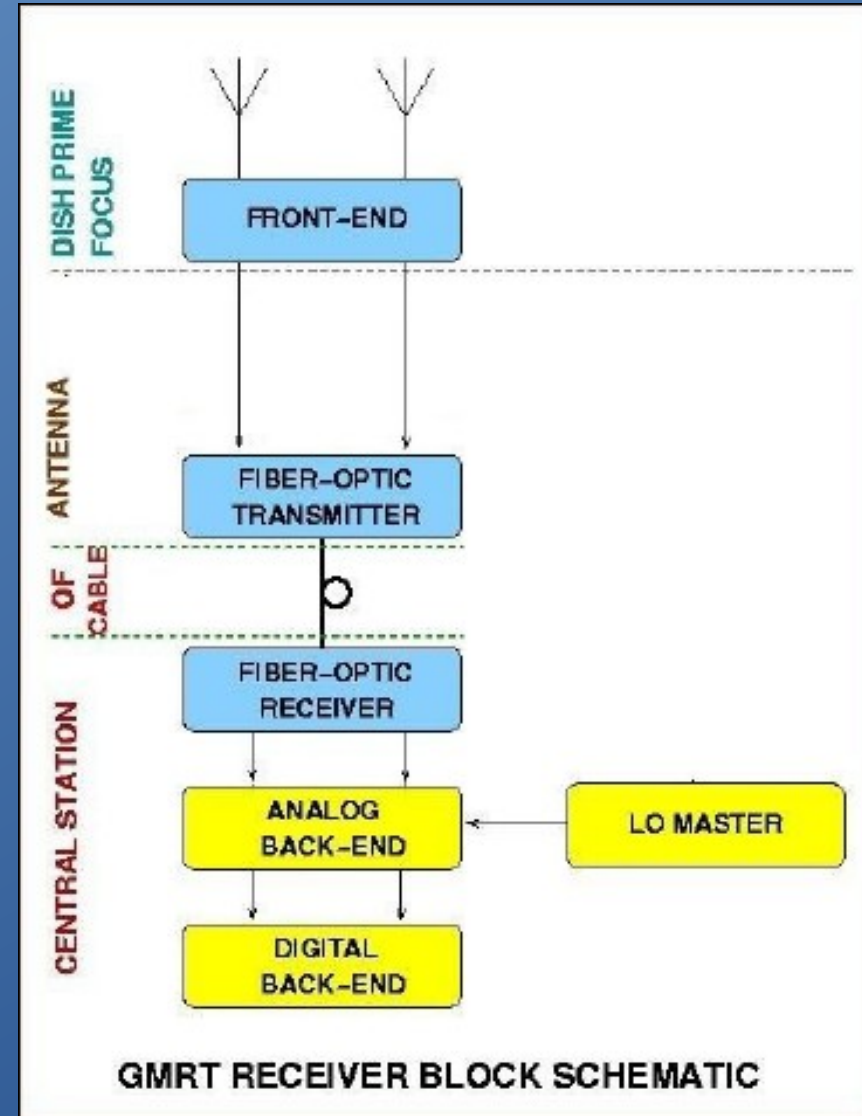 DISH PRIME
FOCUS
FRONT-END
ANTENNA
FIBER-OPTIC
TRANSMITTER
OF
CABLE
FIBER-OPTIC
RECEIVER
CENTRAL STATION
ANALOG
BACK-END
LO MASTER
DIGITAL
BACK-END
GMRT RECEIVER BLOCK SCHEMATIC